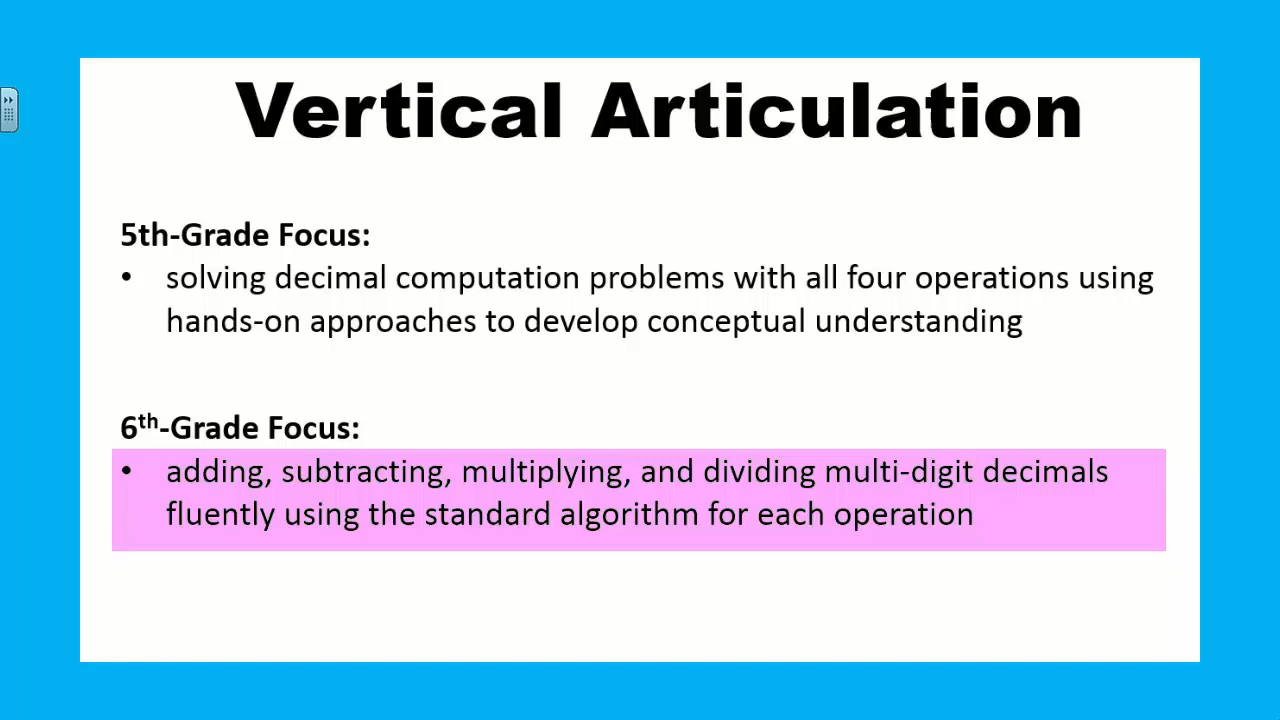 Vertical Articulation
5th-Grade Focus:
• solving decimal computation problems with all four operations using
hands-on approaches to develop conceptual understanding
6th-Grade Focus:
• adding, subtracting, multiplying, and dividing multi-digit decimals
fluently using the standard algorithm for each operation